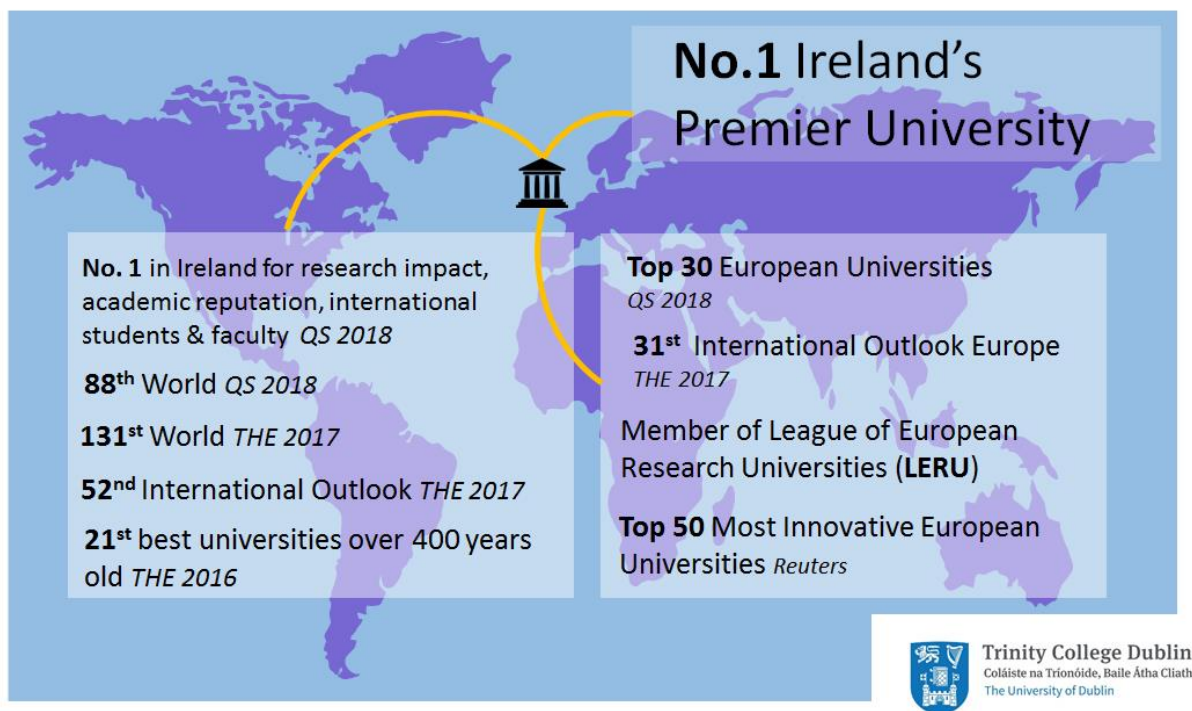 No.1 Ireland's
Premier University
No. 1 in Ireland for research impact,
academic reputation, international
students & faculty QS 2018
88th World QS 2018
131st World THE 2017
52nd International Outlook THE 2017
21st best universities over 400 years
old THE 2016
Top 30 European Universities
QS 2018
31st International Outlook Europe
THE 2017
Member of League of European
Research Universities (LERU)
Top 50 Most Innovative European
Universities Reuters
Trinity College Dublin
Coláiste na Tríonóide, Baile Átha Cliath
The University of Dublin